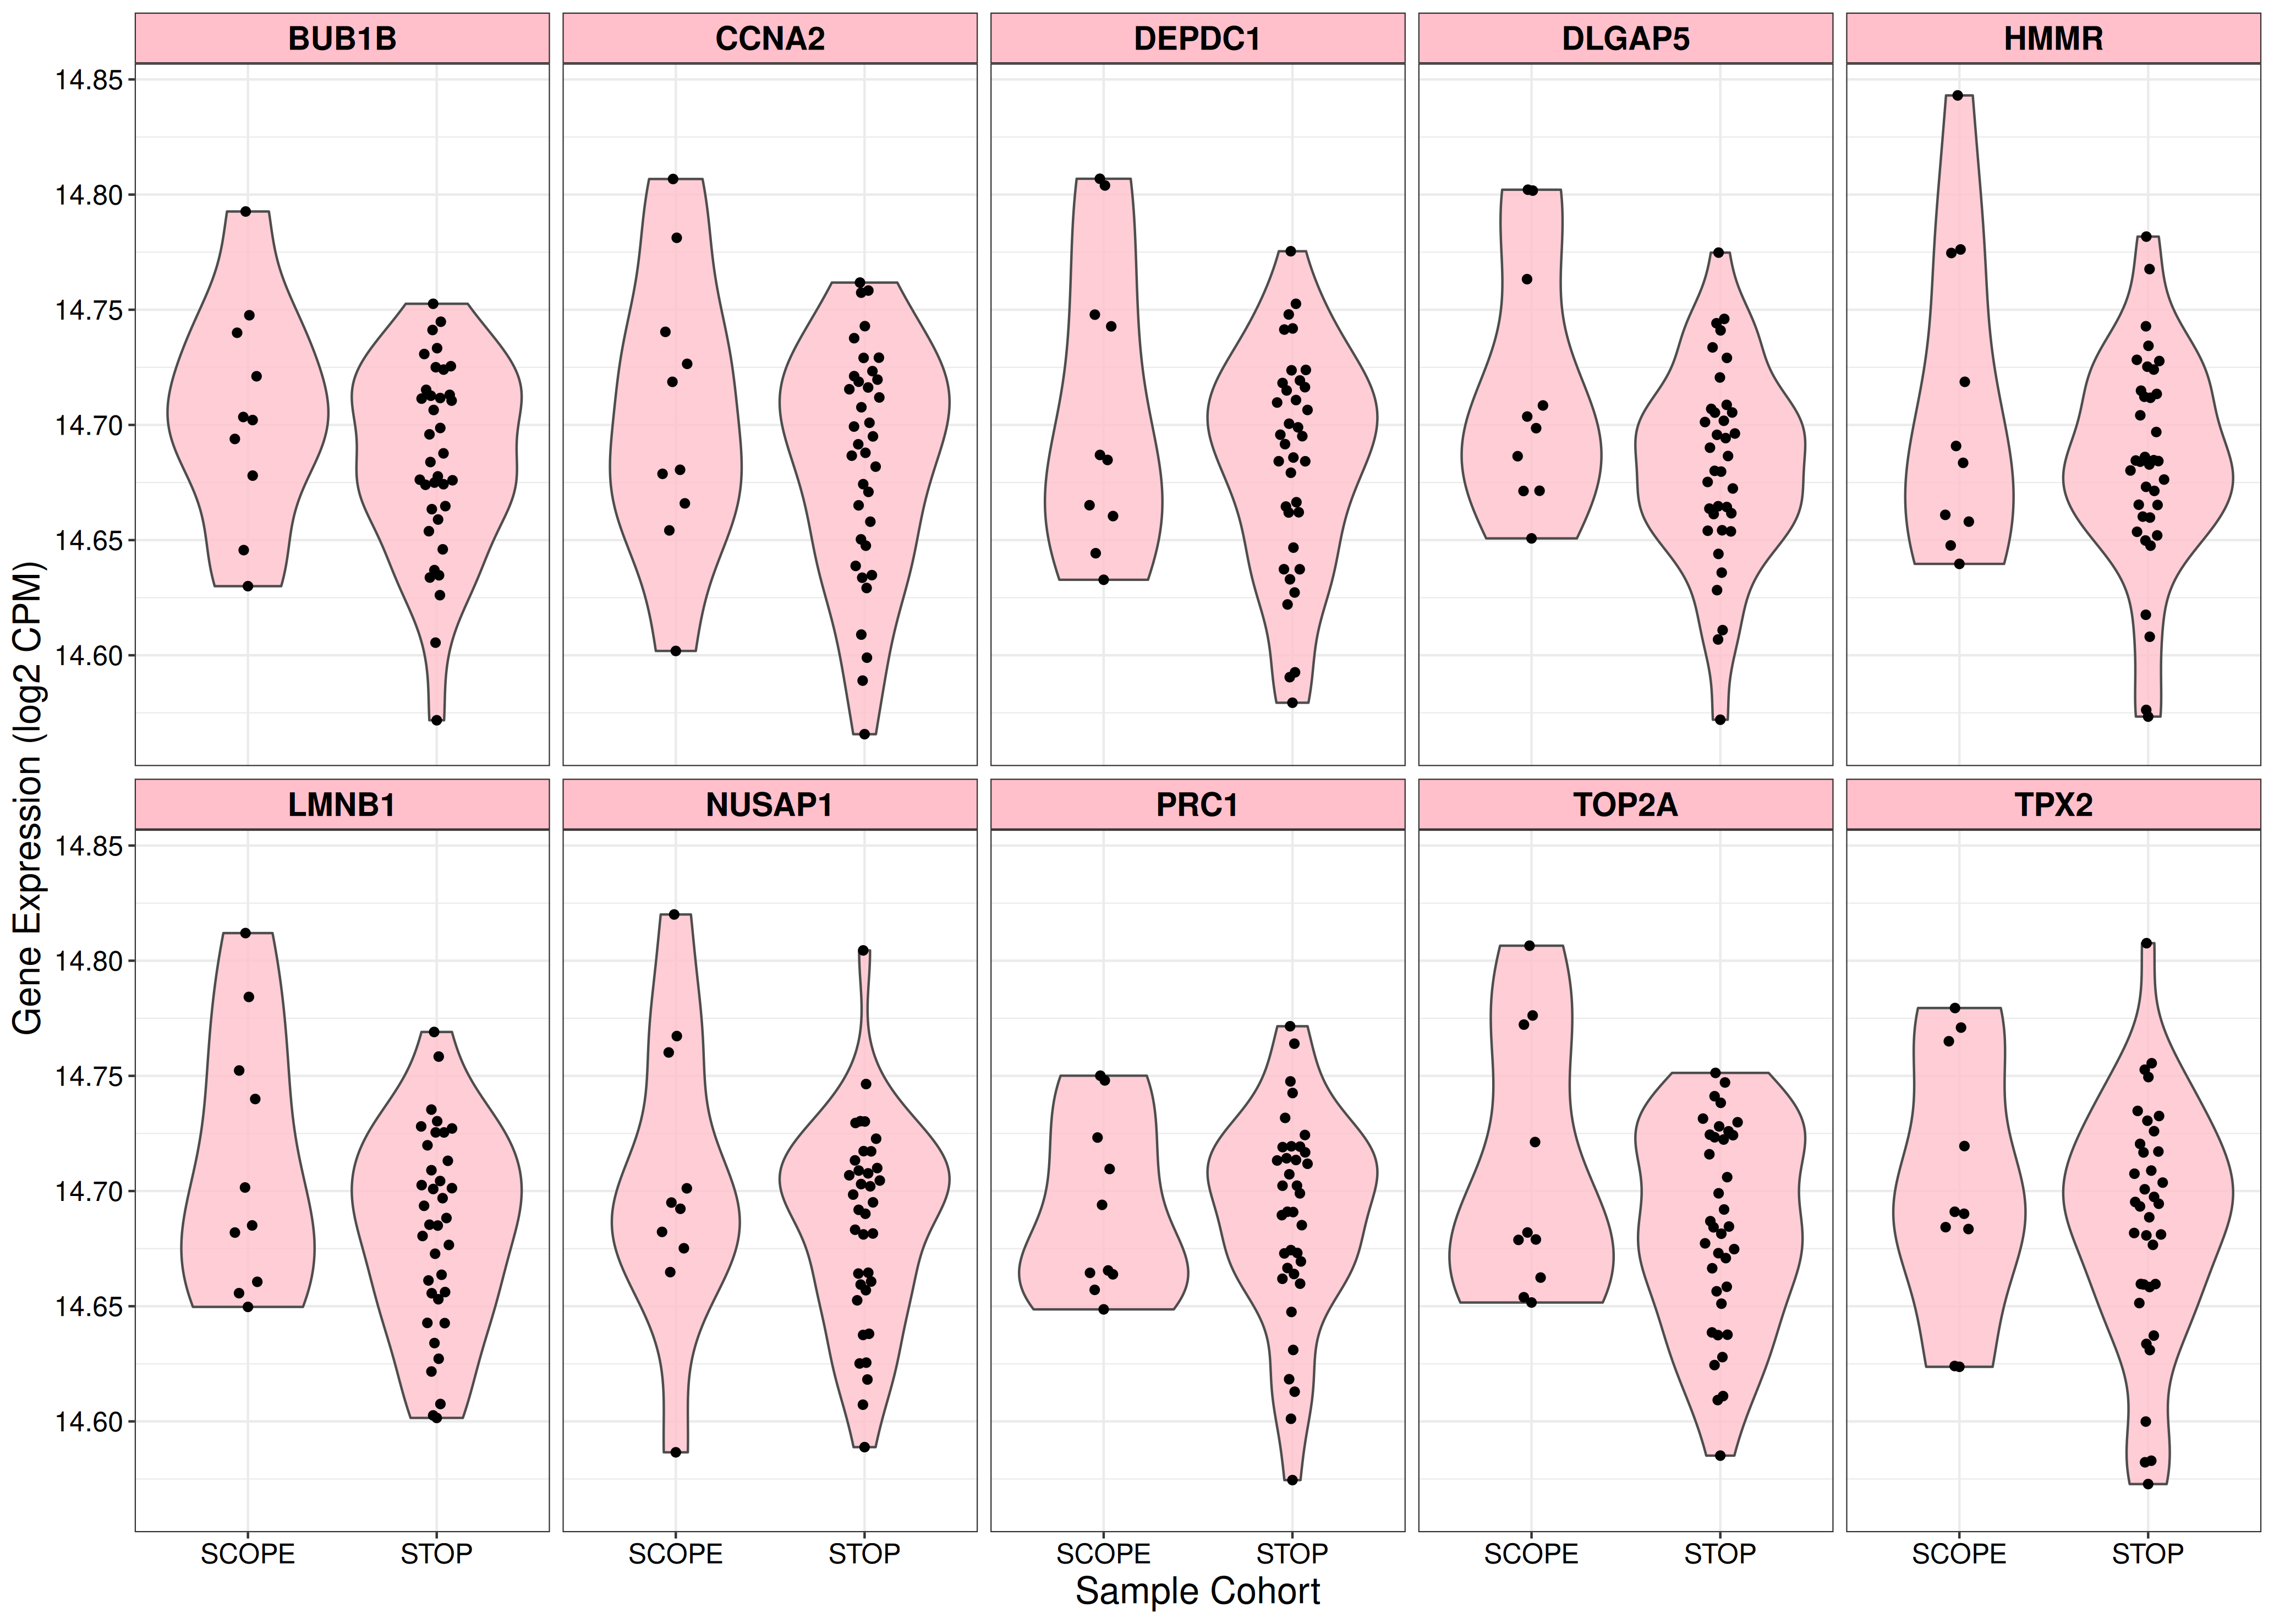 BUB1B CCNA2 DEPDC1 DLGAP5 HMMR
14.85
14.80
14.75
14.70
14.65
14.60
LMNB1 NUSAP1 PRC1 TOP2A TPX2
14.85
14.80
14.75
14.70
14.65
14.60
Gene Expression (log2 CPM)
SCOPE STOP SCOPE STOP SCOPE STOP SCOPE STOP SCOPE STOP
Sample Cohort